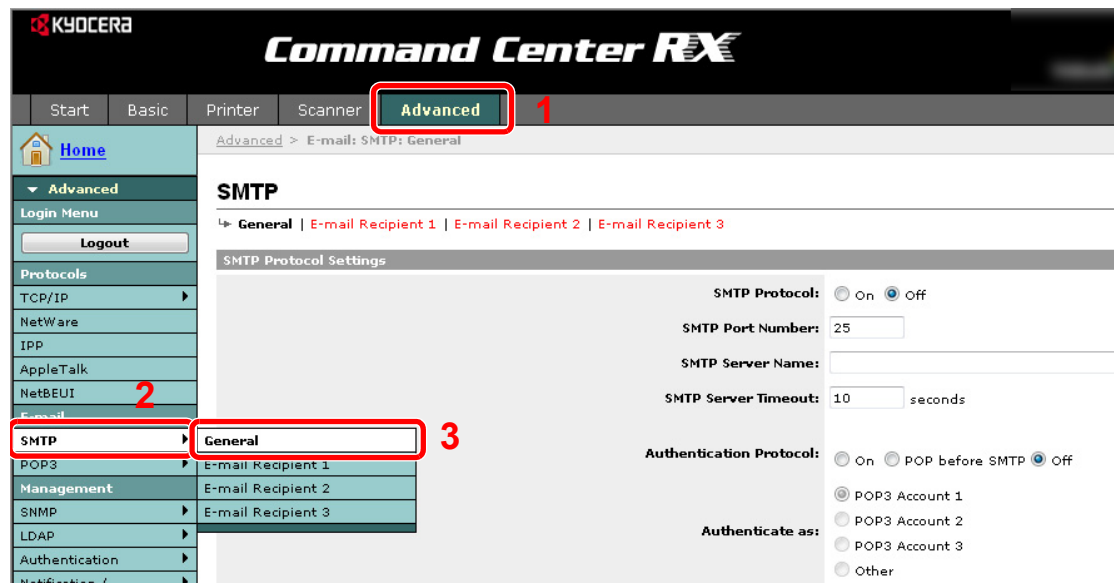 KYOCERA
Command Center RX
Start Basic Printer Scanner Advanced 1
Home
Advanced > E-mail: SMTP: General
Advanced
Login Menu
Logout
Protocols
TCP/IP
NetWare
IPP
AppleTalk
NetBEUI
2
E-mail
SMTP
POP3
Management
SNMP
LDAP
Authentication
Notification /
General
3
E-mail Recipient 1
E-mail Recipient 2
E-mail Recipient 3
SMTP
General | E-mail Recipient 1 | E-mail Recipient 2 | E-mail Recipient 3
SMTP Protocol Settings
SMTP Protocol: On Off
SMTP Port Number: 25
SMTP Server Name:
SMTP Server Timeout: 10 seconds
Authentication Protocol: On POP before SMTP Off
Authenticate as:
POP3 Account 1
POP3 Account 2
POP3 Account 3
Other